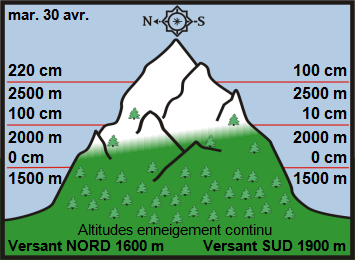 mar. 30 avr.
N S
220 cm 100 cm
2500 m 2500 m
100 cm 10 cm
2000 m 2000 m
0 cm 0 cm
1500 m 1500 m
Altitudes enneigement continu
Versant NORD 1600 m Versant SUD 1900 m